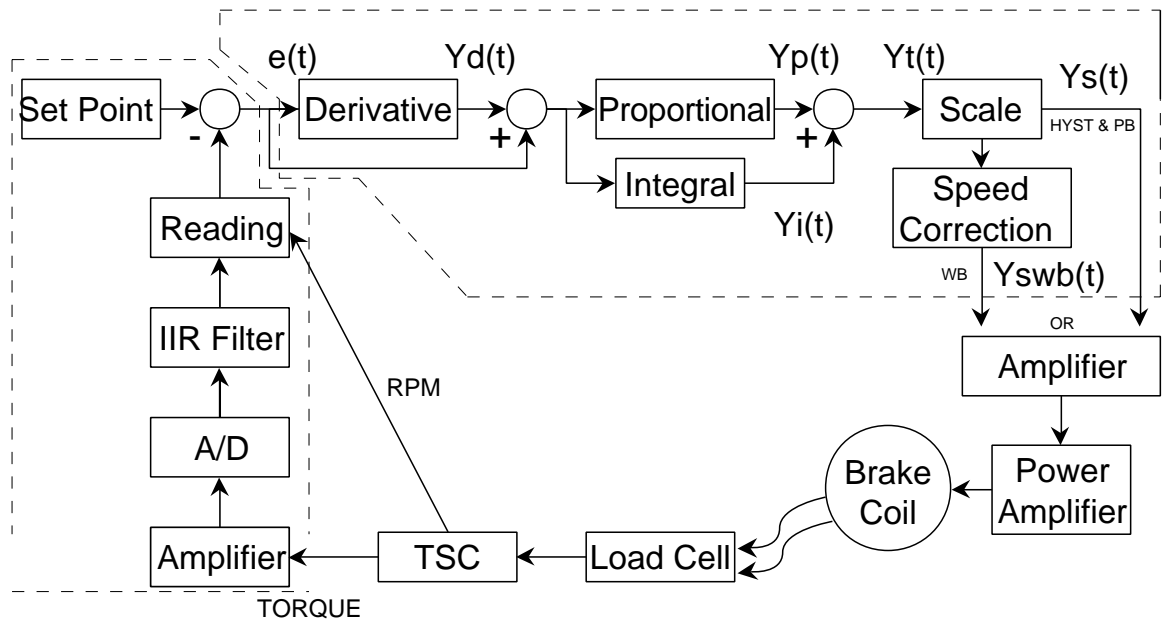 e(t)
Yd(t)
Yp(t)
Yt(t)
Ys(t)
Set Point
-
Derivative
+
Proportional
+
Scale
HYST & PB
Integral
Yi(t)
Speed
Correction
WB
Yswb(t)
Reading
IIR Filter
RPM
A/D
OR
Amplifier
Brake
Coil
Power
Amplifier
Amplifier
TSC
Load Cell
TORQUE